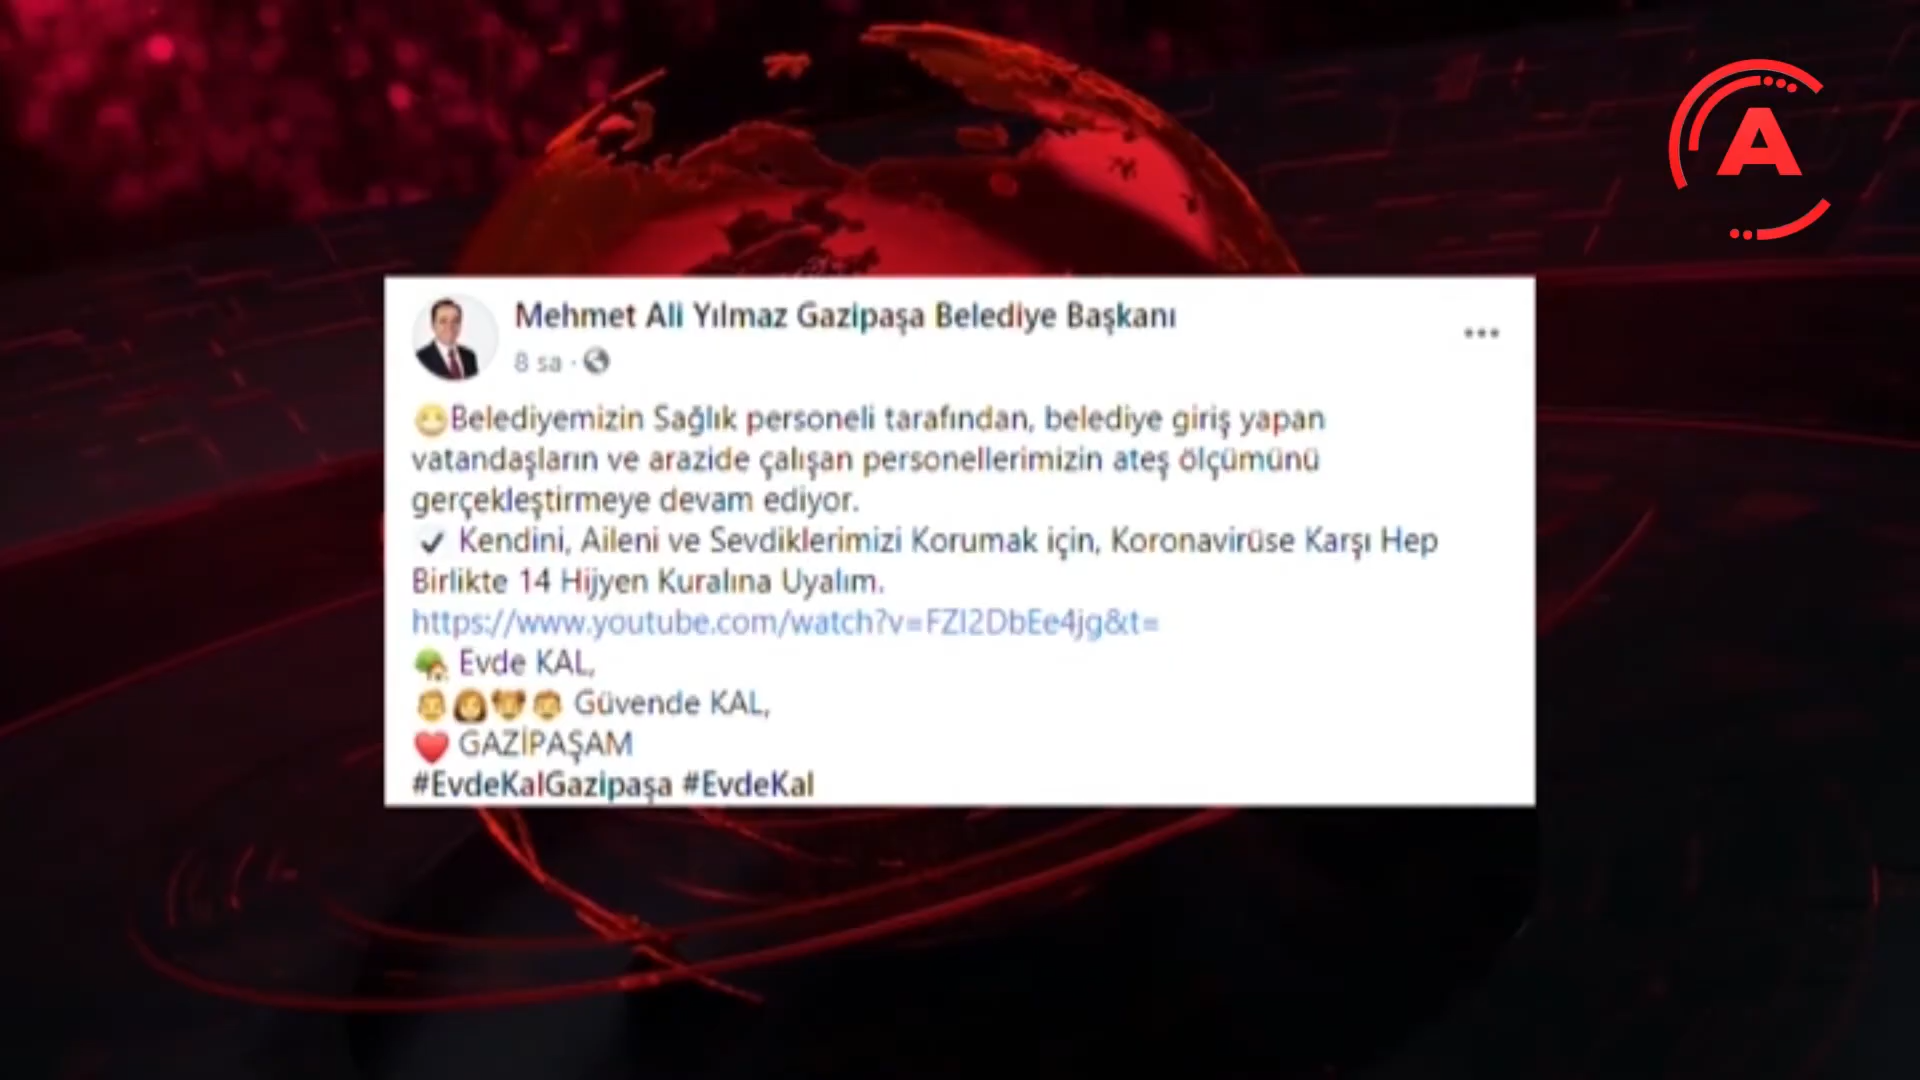 A
Mehmet Ali Yılmaz Gazipaşa Belediye Başkanı
8 sa ·
😷Belediyemizin Sağlık personeli tarafından, belediye giriş yapan
vatandaşların ve arazide çalışan personellerimizin ateş ölçümünü
gerçekleştirmeye devam ediyor.
✔ Kendini, Aileni ve Sevdiklerimizi Korumak için, Koronavirüse Karşı Hep
Birlikte 14 Hijyen Kuralına Uyalım.
https://www.youtube.com/watch?v=FZI2DbEe4jg&t=
🏡 Evde KAL,
👨👩👧👦 Güvende KAL,
❤️ GAZİPAŞAM
#EvdeKalGazipaşa #EvdeKal